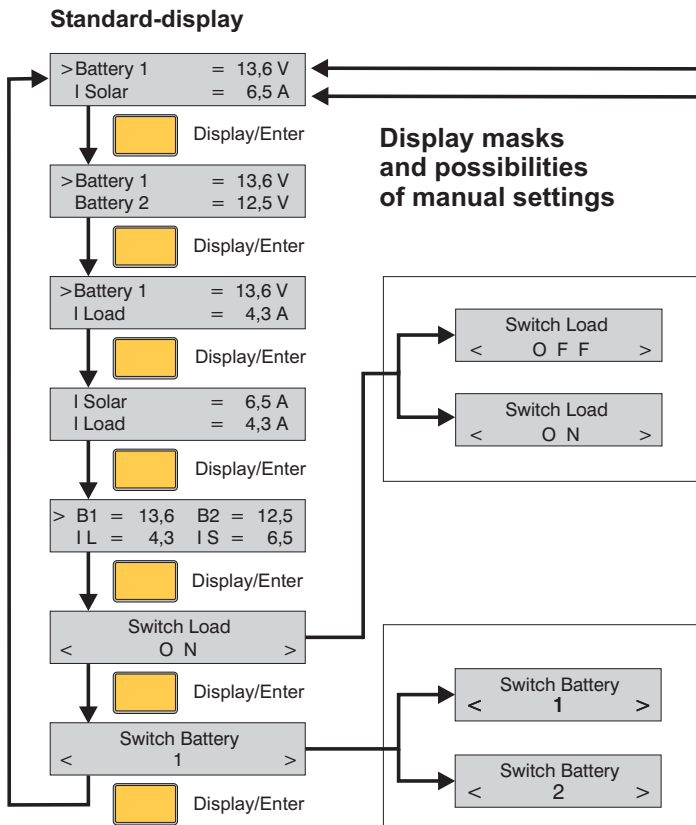 Standard-display
>Battery 1 = 13,6 V
I Solar = 6,5 A
Display/Enter
Display masks
and possibilities
of manual settings
>Battery 1 = 13,6 V
Battery 2 = 12,5 V
Display/Enter
>Battery 1 = 13,6 V
I Load = 4,3 A
Display/Enter
I Solar = 6,5 A
I Load = 4,3 A
Display/Enter
> B1 = 13,6 B2 = 12,5
I L = 4,3 I S = 6,5
Display/Enter
Switch Load
< O N >
Display/Enter
Switch Battery
< 1 >
Display/Enter
Switch Load
< O F F >
Switch Load
< O N >
Switch Battery
< 1 >
Switch Battery
< 2 >